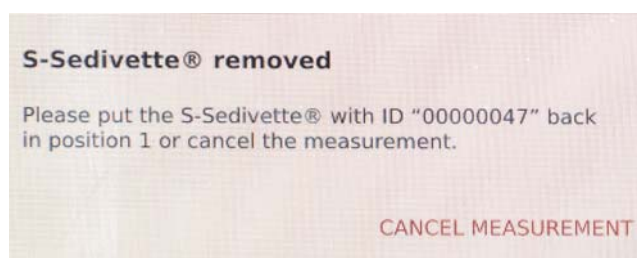 S-Sedivette® removed
Please put the S-Sedivette® with ID “00000047” back
in position 1 or cancel the measurement.
CANCEL MEASUREMENT